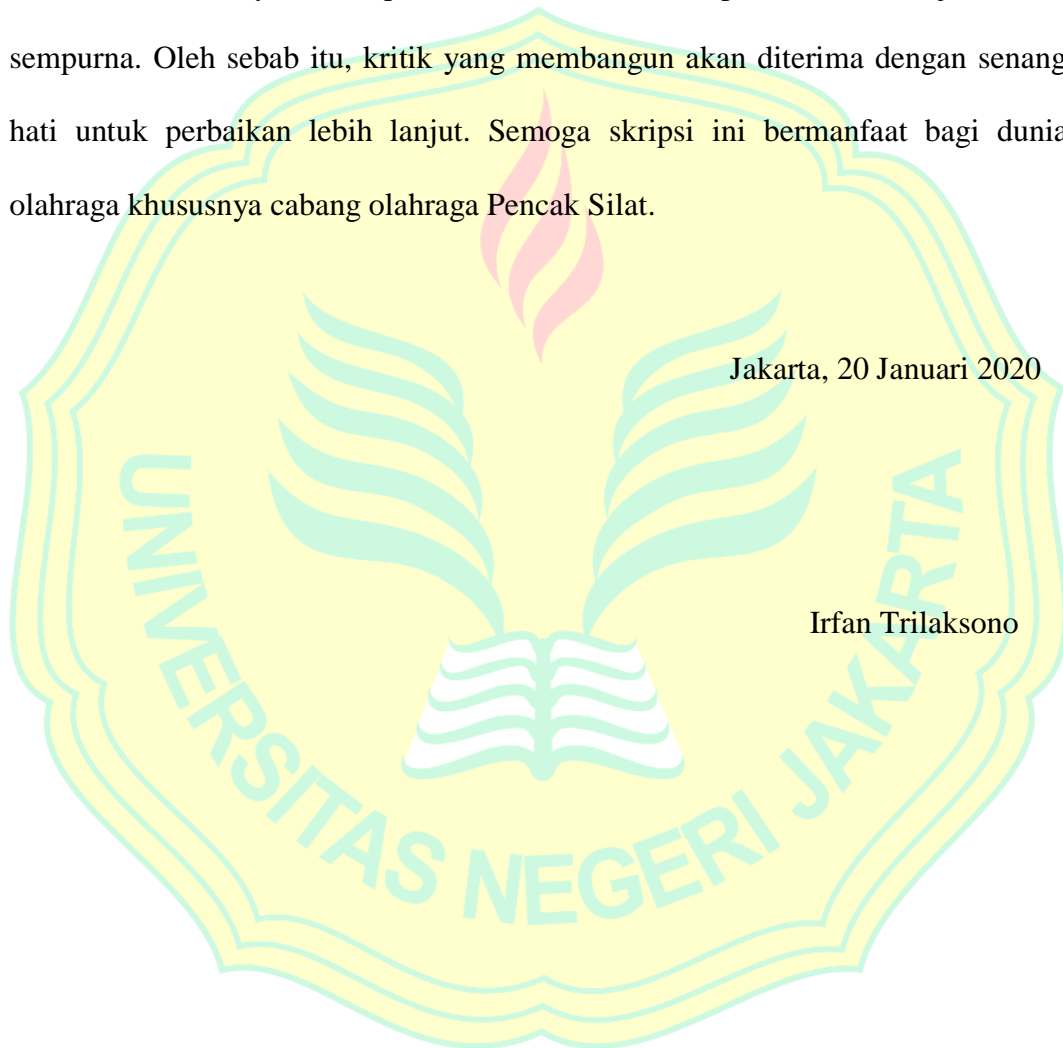 sempurna. Oleh sebab itu, kritik yang membangun akan diterima dengan senang
hati untuk perbaikan lebih lanjut. Semoga skripsi ini bermanfaat bagi dunia
olahraga khususnya cabang olahraga Pencak Silat.
Jakarta, 20 Januari 2020
Irfan Trilaksono
UNIVERSITAS NEGERI JAKARTA